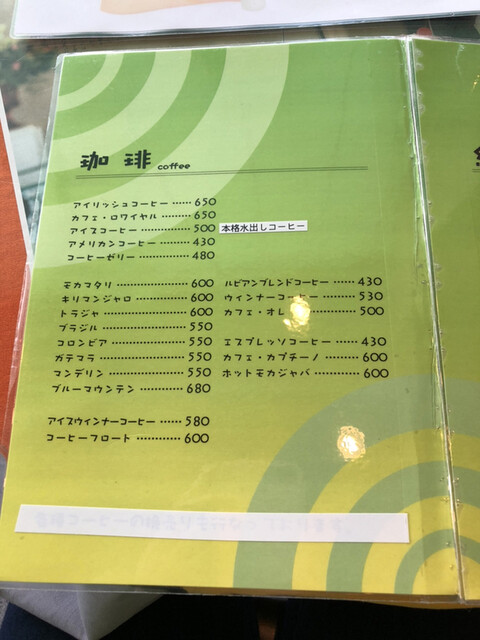 珈琲 coffee
アイリッシュコーヒー ……650
カフェ・ロワイヤル ……650
アイスコーヒー …………500 本格水出しコーヒー
アメリカンコーヒー ……430
コーヒーゼリー …………480
モカマタリ ………………600
キリマンジャロ …………600
トラジャ …………………600
ブラジル …………………550
コロンビア ………………550
ガテマラ …………………550
マンデリン ………………550
ブルーマウンテン ………680
ルビアンブレンドコーヒー ……430
ウィンナーコーヒー ……530
カフェ・オレ 500
エスプレッソコーヒー ……430
カフェ・カプチーノ ………600
ホットモカジャバ …………600
アイスウインナーコーヒー ……580
コーヒーフロート …………600